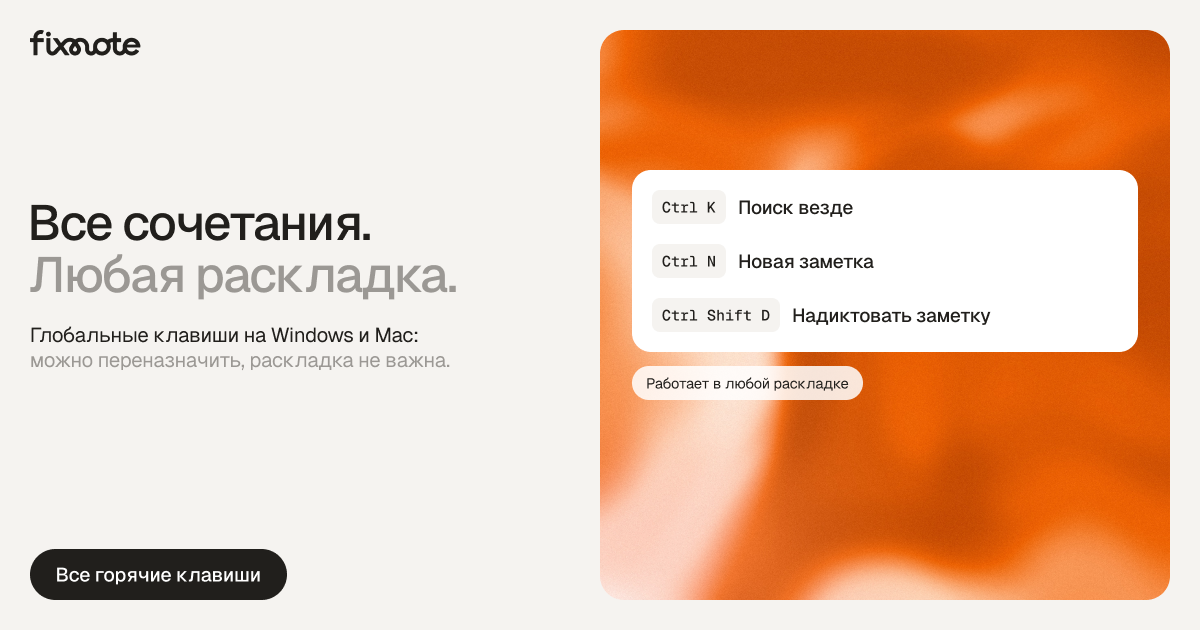 fixnote
Все сочетания.
Любая раскладка.
Глобальные клавиши на Windows и Mac:
можно переназначить, раскладка не важна.
Все горячие клавиши
Ctrl K Поиск везде
Ctrl N Новая заметка
Ctrl Shift D Надиктовать заметку
Работает в любой раскладке